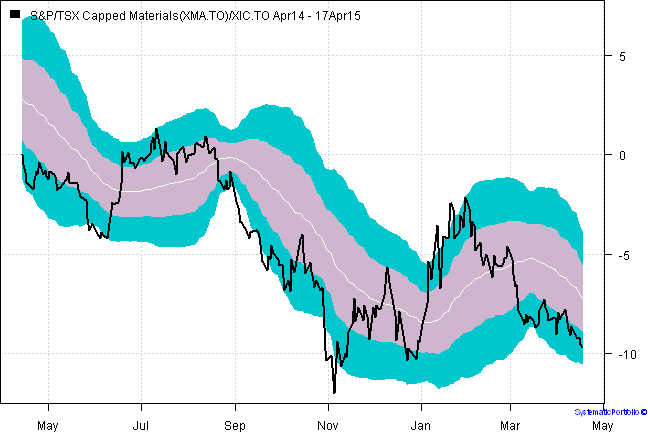 S&P/TSX Capped Materials(XMA.TO)/XIC.TO Apr14 - 17Apr15
5
0
-5
-10
May Jul Sep Nov Jan Mar May
SystematicPortfolio ©